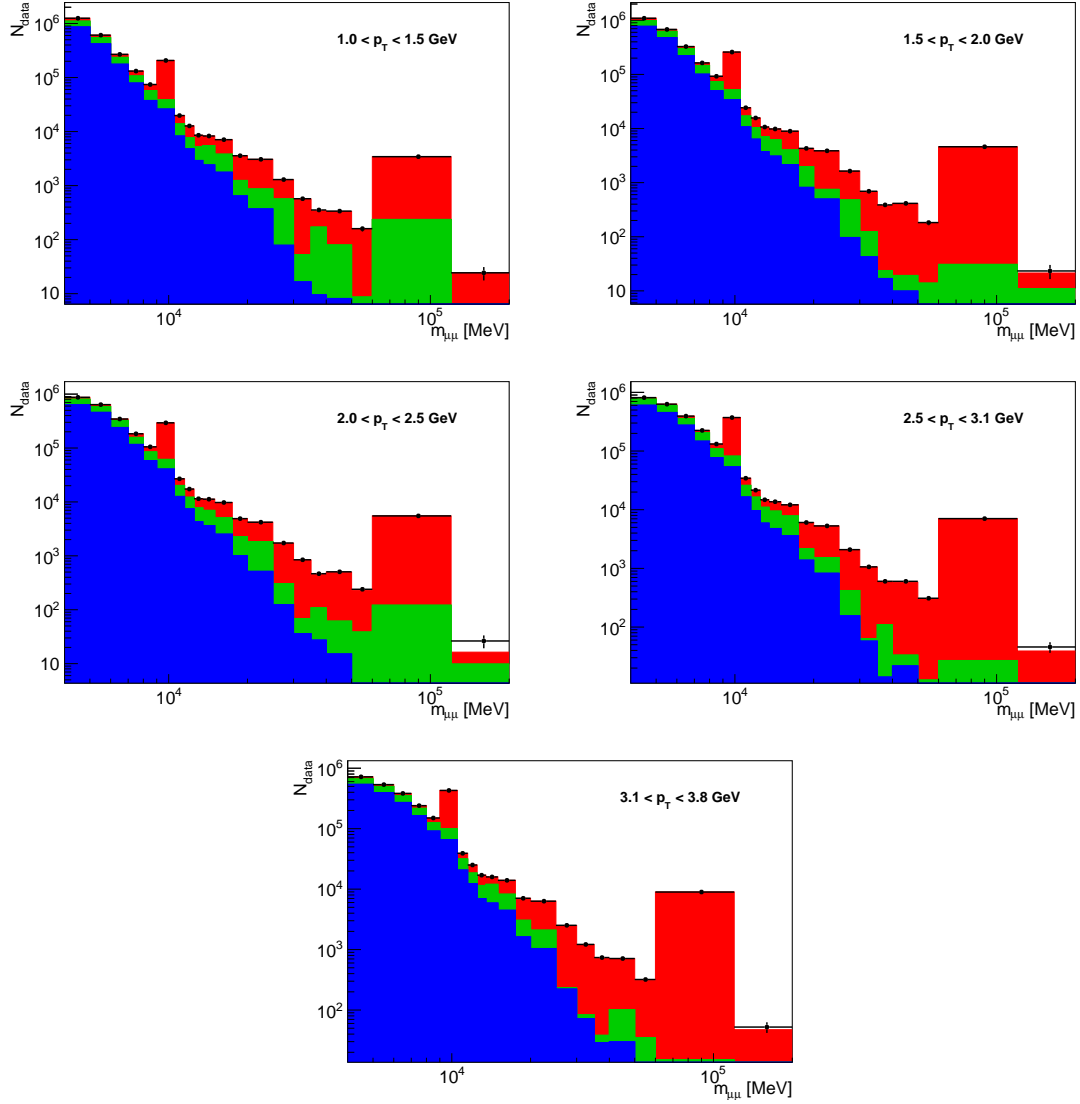 N_data
10^6
10^5
10^4
10^3
10^2
10
1.0 < p_T < 1.5 GeV
10^4
10^5
m_μμ [MeV]
N_data
10^6
10^5
10^4
10^3
10^2
10
1.5 < p_T < 2.0 GeV
10^4
10^5
m_μμ [MeV]
N_data
10^6
10^5
10^4
10^3
10^2
10
2.0 < p_T < 2.5 GeV
10^4
10^5
m_μμ [MeV]
N_data
10^6
10^5
10^4
10^3
10^2
2.5 < p_T < 3.1 GeV
10^4
10^5
m_μμ [MeV]
N_data
10^6
10^5
10^4
10^3
10^2
3.1 < p_T < 3.8 GeV
10^4
10^5
m_μμ [MeV]